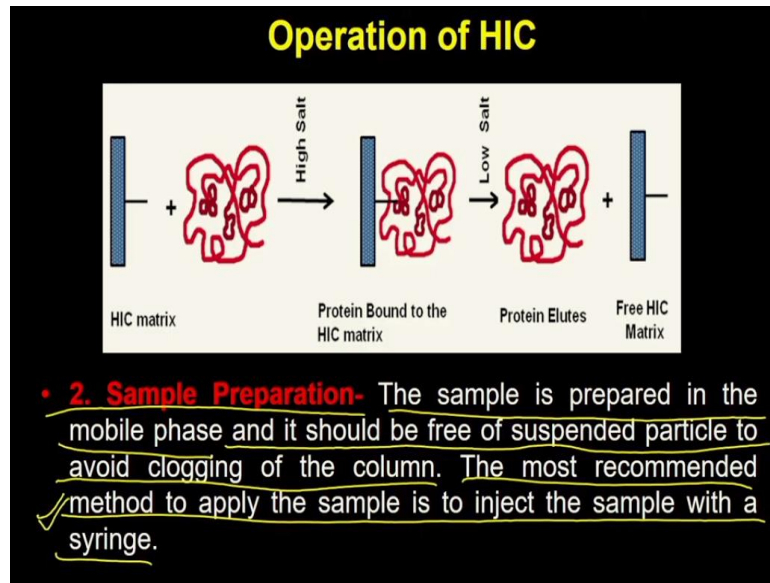 Operation of HIC
High Salt
Low Salt
+
+
HIC matrix
Protein Bound to the
HIC matrix
Protein Elutes
Free HIC
Matrix
• 2. Sample Preparation- The sample is prepared in the
mobile phase and it should be free of suspended particle to
avoid clogging of the column. The most recommended
method to apply the sample is to inject the sample with a
syringe.